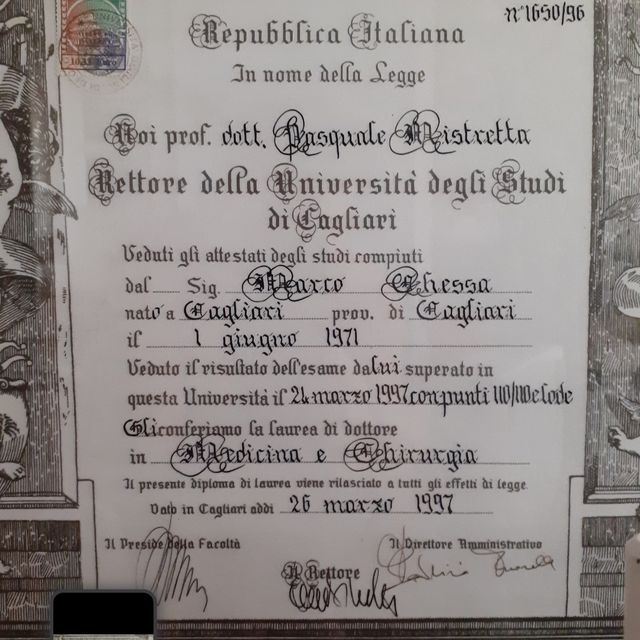 n° 1650/96
Repubblica Italiana
In nome della Legge
Noi prof. dott. Pasquale Mistretta
Rettore della Università degli Studi
di Cagliari
Veduti gli attestati degli studi compiuti
dal Sig. Marco Chessa
nato a Cagliari prov. di Cagliari
il 1 giugno 1971
Veduto il risultato dell'esame da lui superato in
questa Università il 24 marzo 1997 con punti 110/110 e lode
Gli conferiamo la laurea di dottore
in Medicina e Chirurgia
Il presente diploma di laurea viene rilasciato a tutti gli effetti di legge
Dato in Cagliari addì 26 marzo 1997
Il Preside della Facoltà Il Direttore Amministrativo
Il Rettore